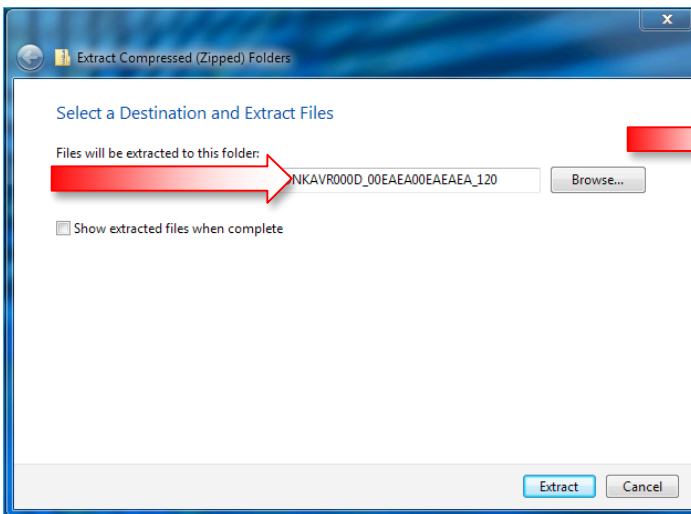 x
Extract Compressed (Zipped) Folders
Select a Destination and Extract Files
Files will be extracted to this folder:
NKAVR000D_00EAEA00EAEAEA_120 Browse...
Show extracted files when complete
Extract Cancel